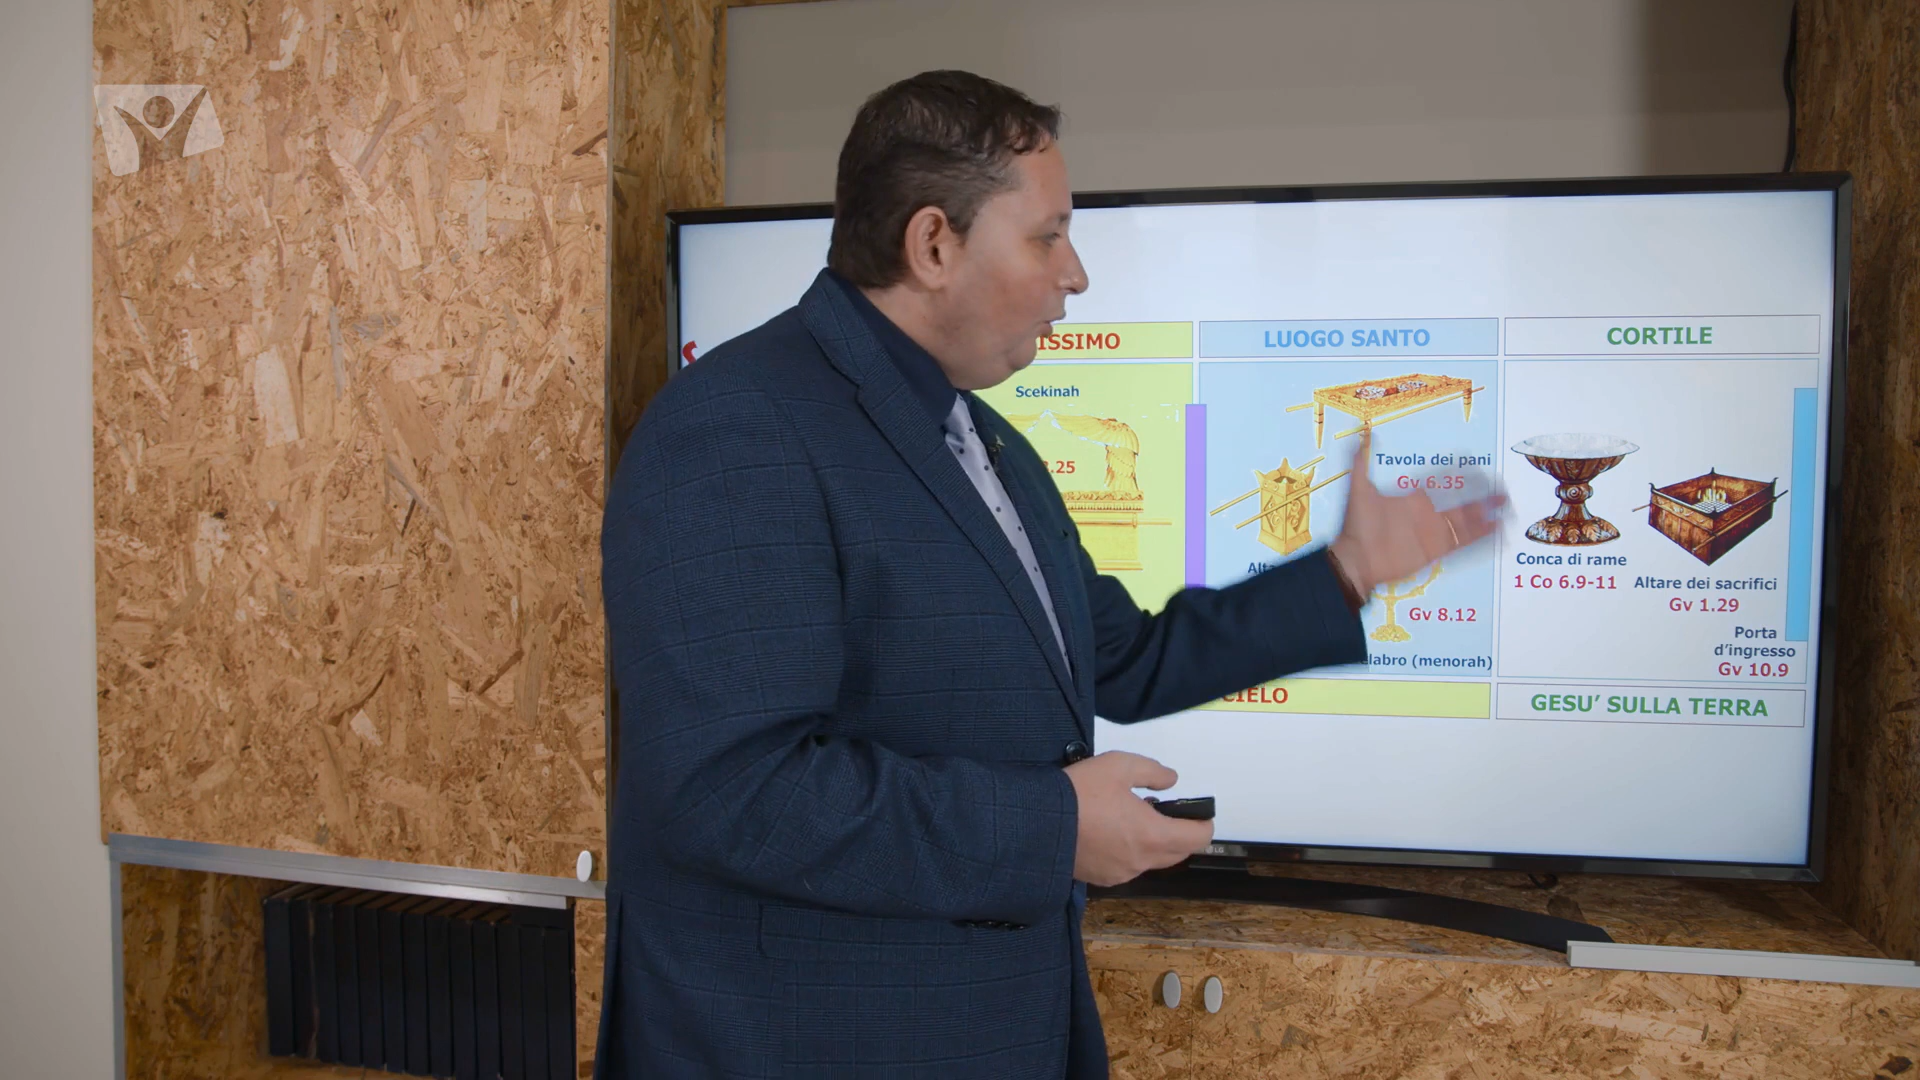 ISSIMO
LUOGO SANTO
CORTILE
Scekinah
.25
Tavola dei pani
Gv 6.35
Conca di rame
1 Co 6.9-11
Altare dei sacrifici
Gv 1.29
Gv 8.12
labro (menorah)
Porta
d'ingresso
Gv 10.9
CIELO
GESU' SULLA TERRA
LG